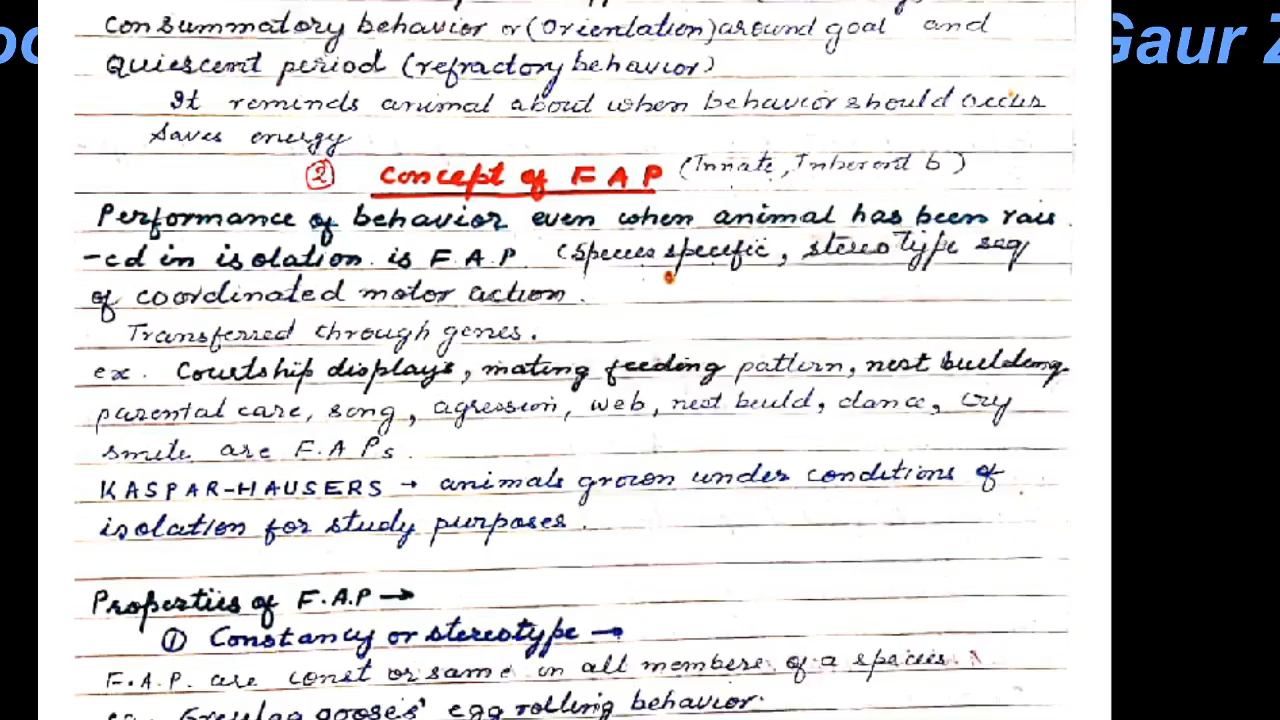 consummatory behavior or (Orientation) around goal and
Quiescent period (refractory behavior)
It reminds animal about when behavior should occur
Saves energy
② Concept of F A P (Innate, Inherent b)
Performance of behavior even when animal has been rais
-ed in isolation is F.A.P (Species specific, stereotype seq
of coordinated motor action.
Transferred through genes.
ex. Courtship displays, mating feeding pattern, nest building
parental care, song, agression, web, nest build, dance, cry
smile are F.A.Ps.
KASPAR-HAUSERS → animals grown under conditions of
isolation for study purposes.
Properties of F.A.P →
① Constancy or stereotype →
F.A.P. are const or same in all members of a species.
ex. Greylag gooses' egg rolling behavior.
Gaur Z